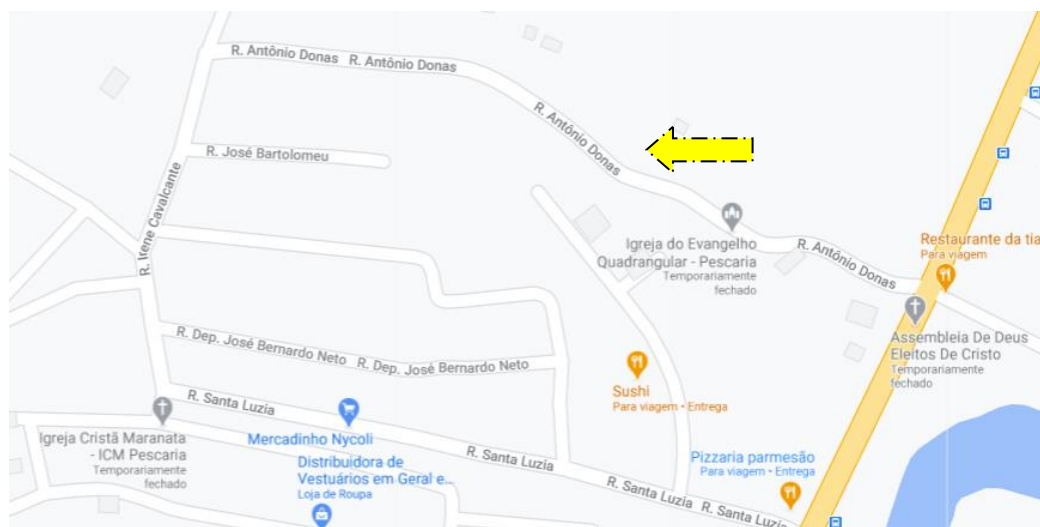 R. Antônio Donas
R. Antônio Donas
R. Antônio Donas
R. José Bartolomeu
R. Irene Cavalcante
Igreja do Evangelho
Quadrangular - Pescaria
Temporariamente
fechado
R. Antônio Donas
Restaurante da tia
Para viagem
Assembleia De Deus
Eleitos De Cristo
Temporariamente
fechado
R. Dep. José Bernardo Neto
R. Dep. José Bernardo Neto
Sushi
Para viagem • Entrega
R. Santa Luzia
Mercadinho Nycoli
Igreja Cristã Maranata
- ICM Pescaria
Temporariamente
fechado
Distribuidora de
Vestuários em Geral e...
Loja de Roupa
R. Santa Luzia
Pizzaria parmesão
Para viagem • Entrega
R. Santa Luzia
R. Santa Luzia